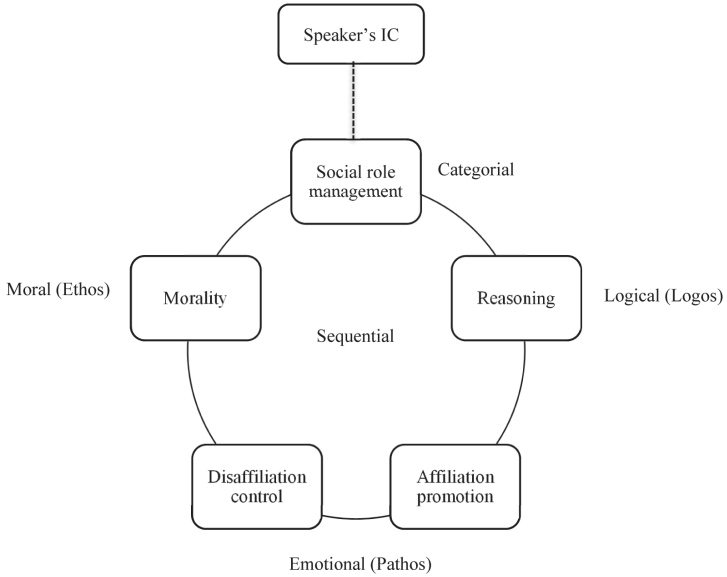 Speaker's IC
Social role
management
Categorial
Moral (Ethos)
Morality
Reasoning
Logical (Logos)
Sequential
Disaffiliation
control
Affiliation
promotion
Emotional (Pathos)